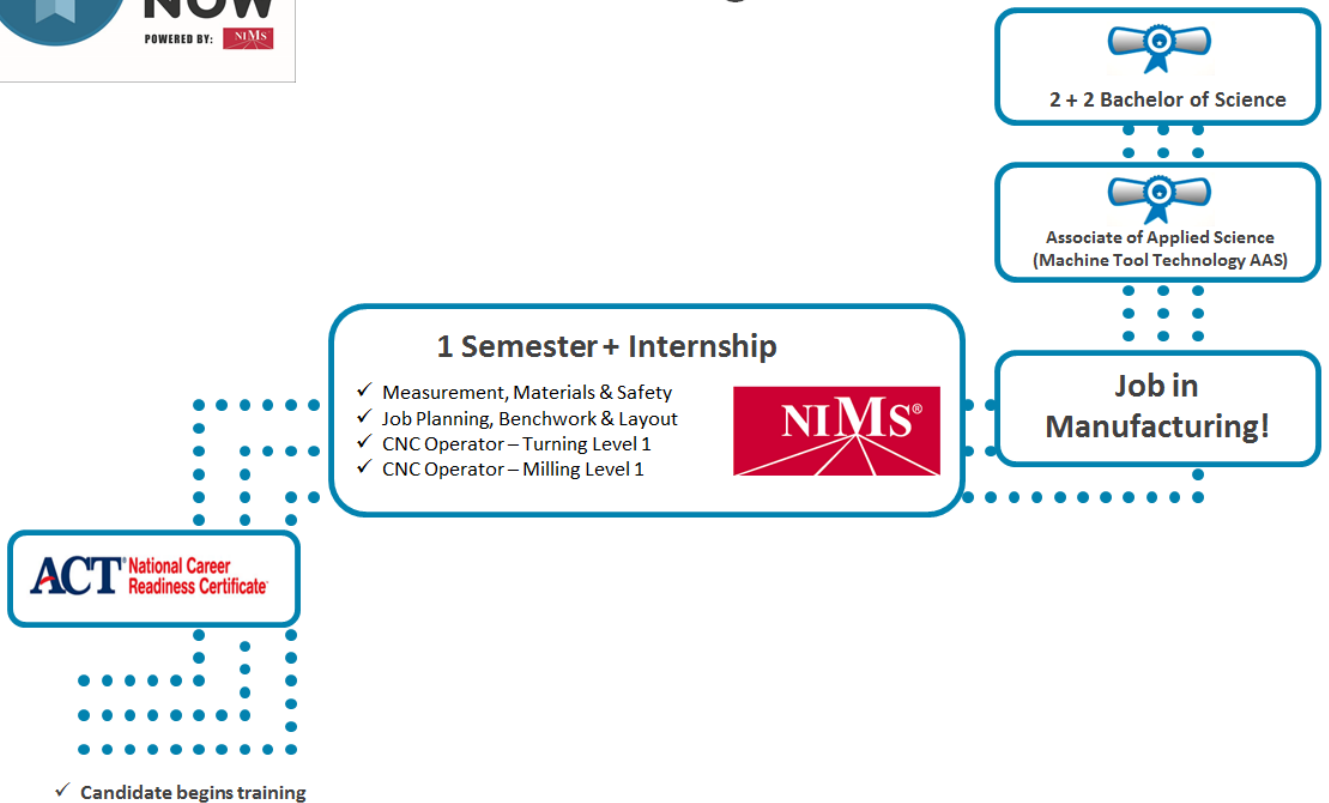 NOW
POWERED BY: NIMS
2 + 2 Bachelor of Science
Associate of Applied Science
(Machine Tool Technology AAS)
1 Semester + Internship
✓ Measurement, Materials & Safety
✓ Job Planning, Benchwork & Layout
✓ CNC Operator – Turning Level 1
✓ CNC Operator – Milling Level 1
NIMS®
Job in
Manufacturing!
ACT® National Career
Readiness Certificate
✓ Candidate begins training